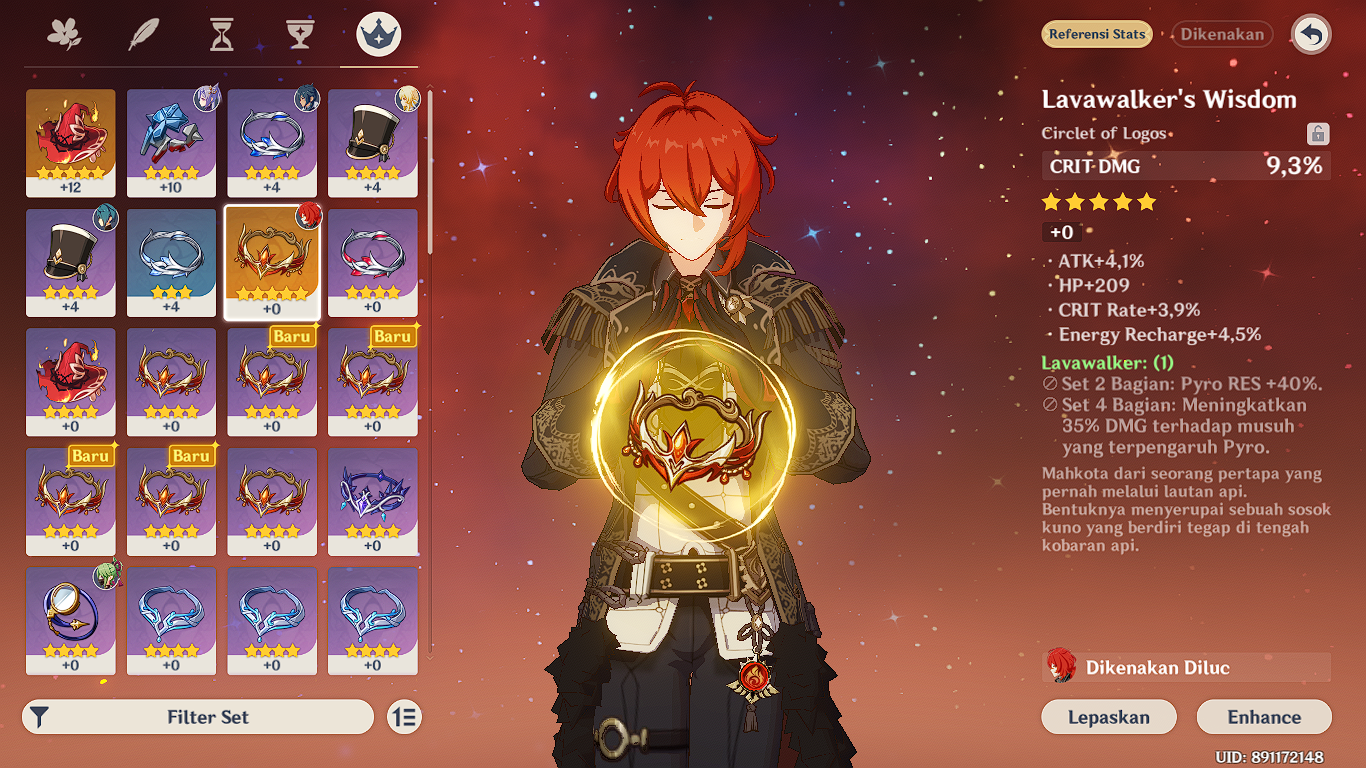 Referensi Stats
Dikenakan
+12
+10
+4
+4
+4
+4
+0
+0
Baru
Baru
+0
+0
+0
+0
Baru
Baru
+0
+0
+0
+0
+0
+0
+0
+0
Filter Set
Lavawalker's Wisdom
Circlet of Logos
CRIT DMG
9,3%
+0
· ATK+4,1%
· HP+209
· CRIT Rate+3,9%
· Energy Recharge+4,5%
Lavawalker: (1)
Set 2 Bagian: Pyro RES +40%.
Set 4 Bagian: Meningkatkan
35% DMG terhadap musuh
yang terpengaruh Pyro.
Mahkota dari seorang pertapa yang
pernah melalui lautan api.
Bentuknya menyerupai sebuah sosok
kuno yang berdiri tegap di tengah
kobaran api.
Dikenakan Diluc
Lepaskan
Enhance
UID: 891172148